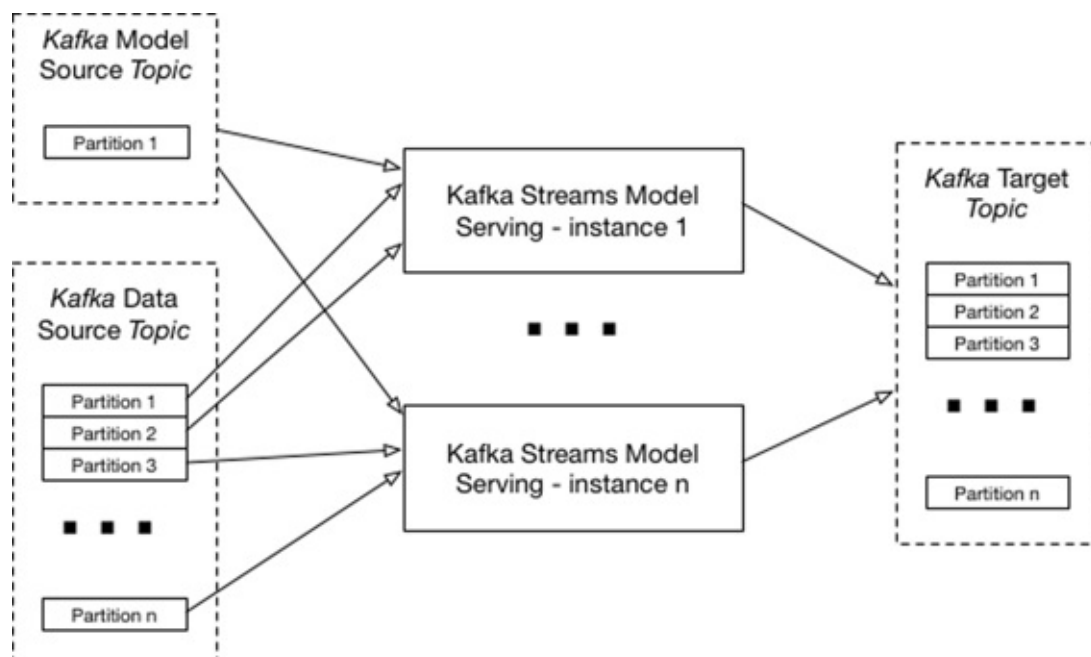 Kafka Model
Source Topic
Partition 1
Kafka Data
Source Topic
Partition 1
Partition 2
Partition 3
Partition n
Kafka Streams Model
Serving - instance 1
Kafka Streams Model
Serving - instance n
Kafka Target
Topic
Partition 1
Partition 2
Partition 3
Partition n